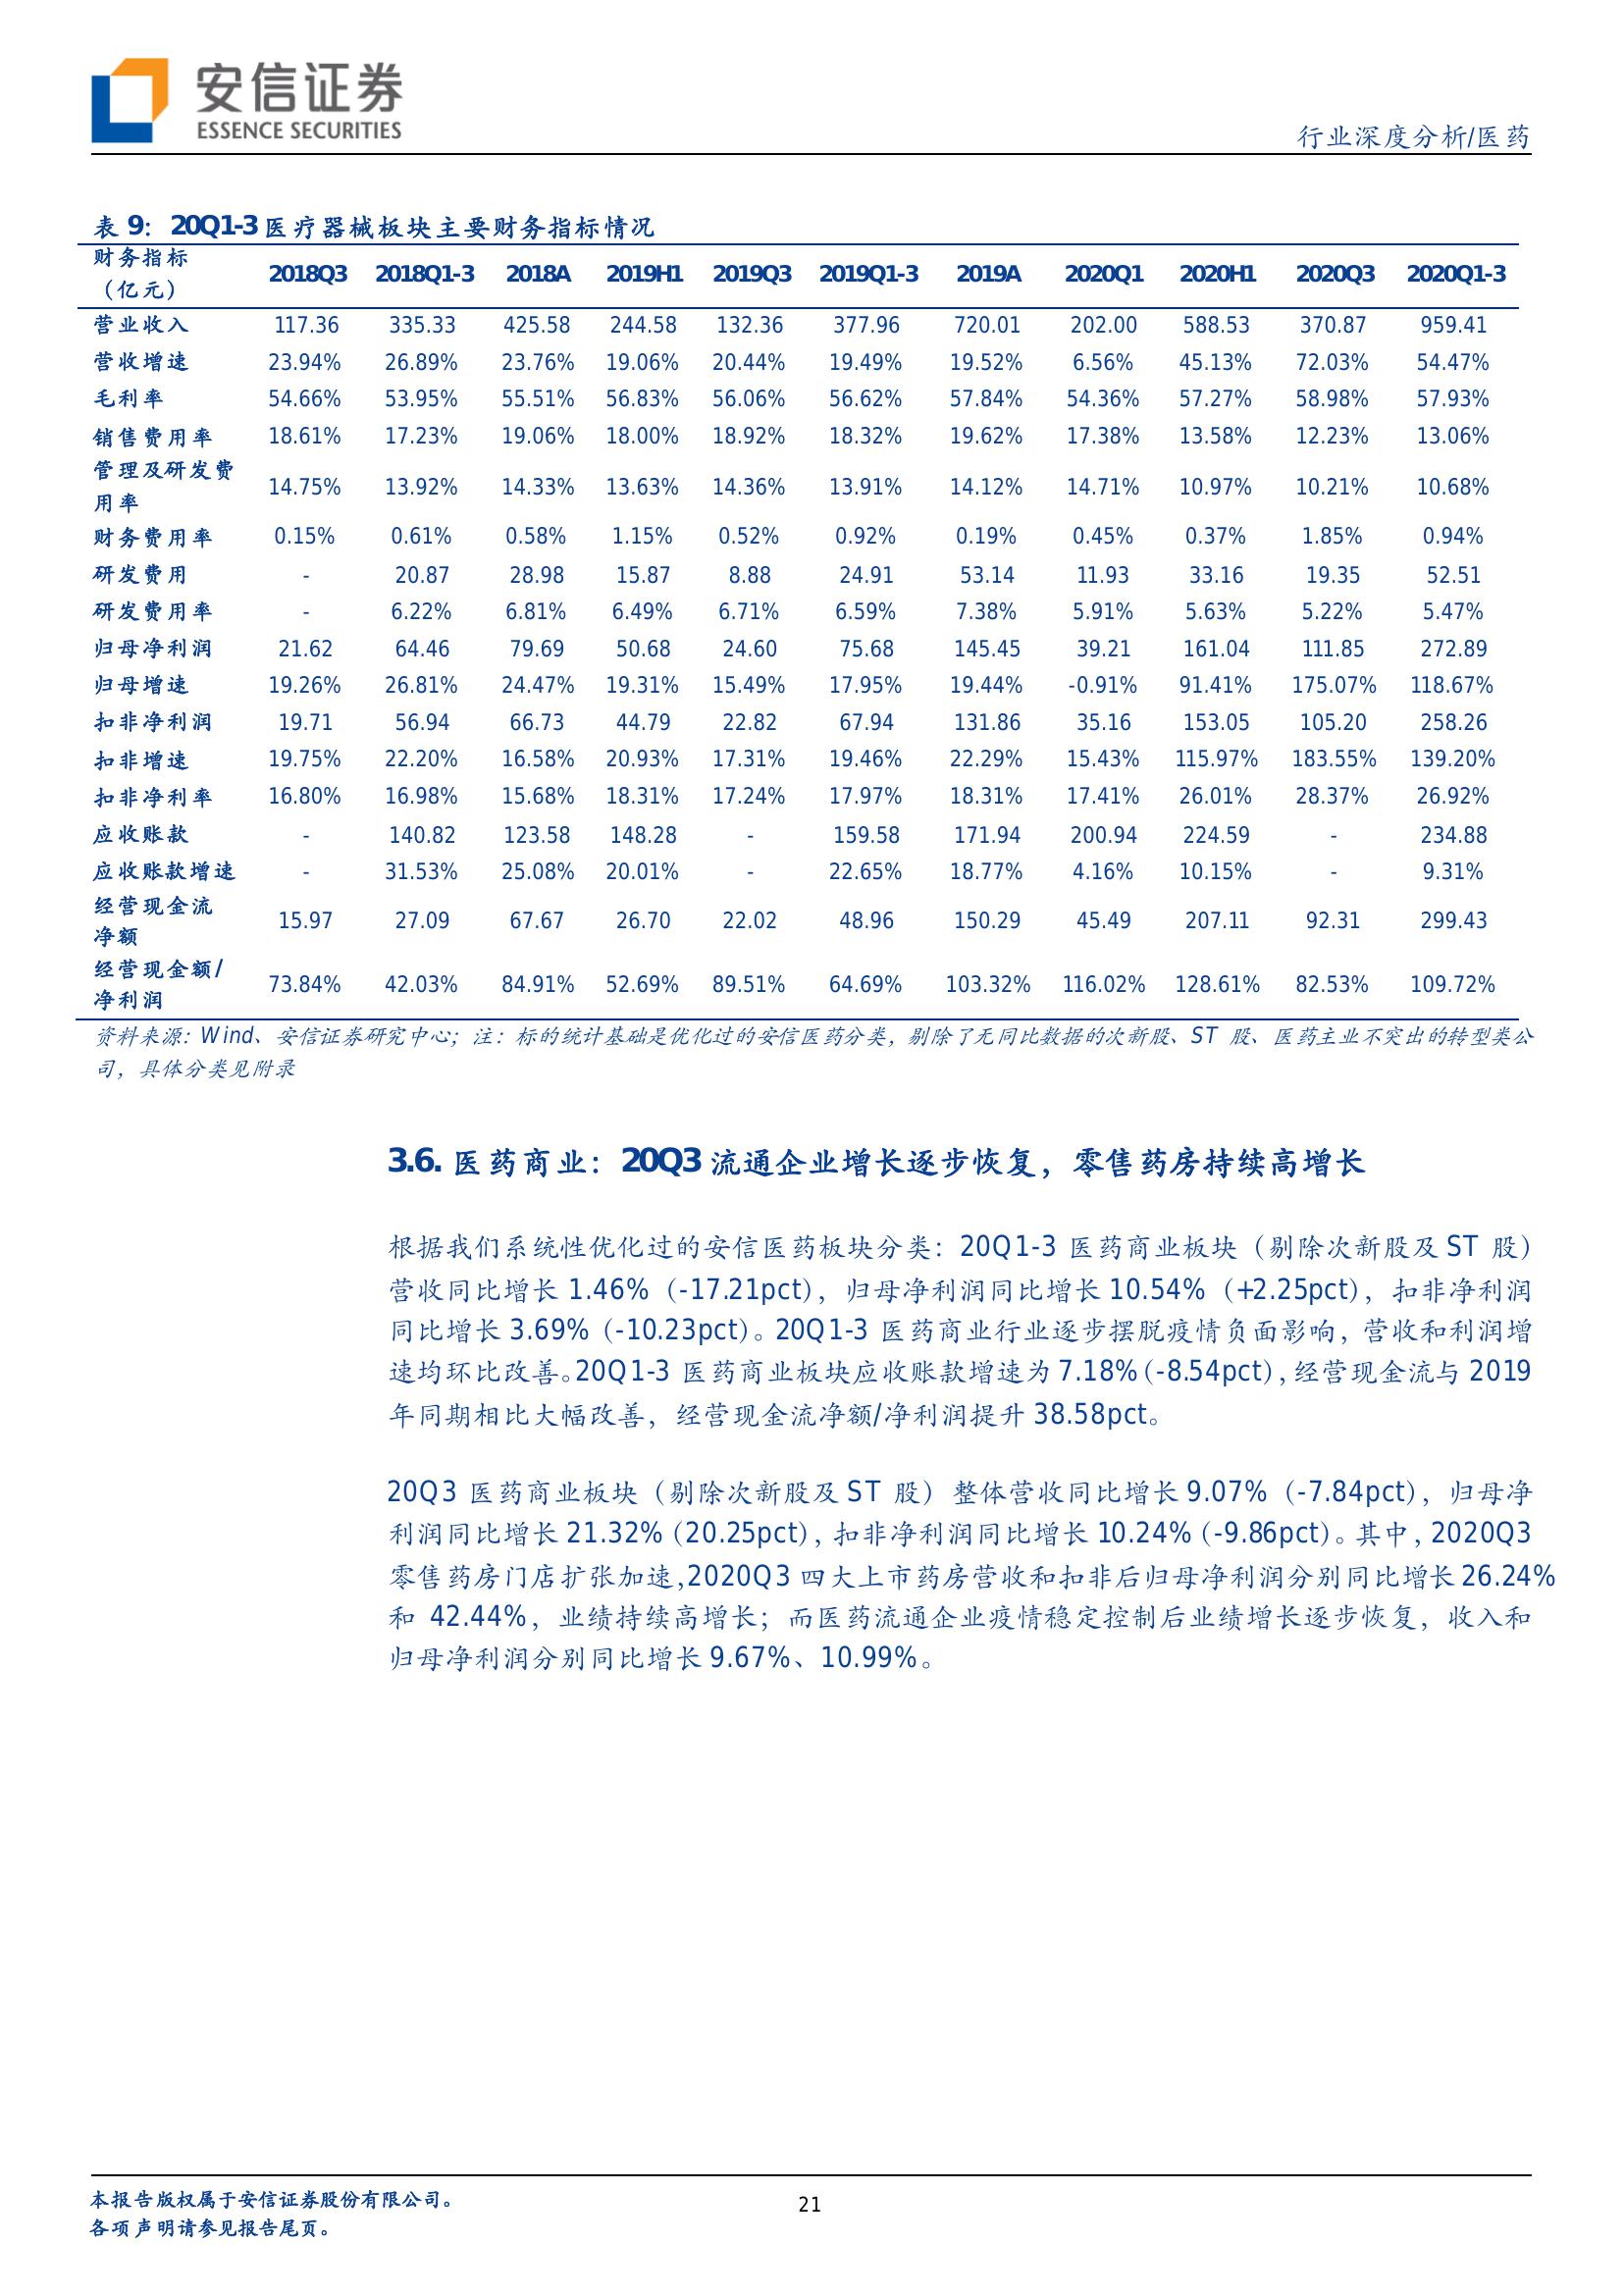 安信证券
ESSENCE SECURITIES
行业深度分析/医药
表 9：20Q1-3 医疗器械板块主要财务指标情况
财务指标（亿元） 2018Q3 2018Q1-3 2018A 2019H1 2019Q3 2019Q1-3 2019A 2020Q1 2020H1 2020Q3 2020Q1-3
营业收入 117.36 335.33 425.58 244.58 132.36 377.96 720.01 202.00 588.53 370.87 959.41
营收增速 23.94% 26.89% 23.76% 19.06% 20.44% 19.49% 19.52% 6.56% 45.13% 72.03% 54.47%
毛利率 54.66% 53.95% 55.51% 56.83% 56.06% 56.62% 57.84% 54.36% 57.27% 58.98% 57.93%
销售费用率 18.61% 17.23% 19.06% 18.00% 18.92% 18.32% 19.62% 17.38% 13.58% 12.23% 13.06%
管理及研发费用率 14.75% 13.92% 14.33% 13.63% 14.36% 13.91% 14.12% 14.71% 10.97% 10.21% 10.68%
财务费用率 0.15% 0.61% 0.58% 1.15% 0.52% 0.92% 0.19% 0.45% 0.37% 1.85% 0.94%
研发费用 - 20.87 28.98 15.87 8.88 24.91 53.14 11.93 33.16 19.35 52.51
研发费用率 - 6.22% 6.81% 6.49% 6.71% 6.59% 7.38% 5.91% 5.63% 5.22% 5.47%
归母净利润 21.62 64.46 79.69 50.68 24.60 75.68 145.45 39.21 161.04 111.85 272.89
归母增速 19.26% 26.81% 24.47% 19.31% 15.49% 17.95% 19.44% -0.91% 91.41% 175.07% 118.67%
扣非净利润 19.71 56.94 66.73 44.79 22.82 67.94 131.86 35.16 153.05 105.20 258.26
扣非增速 19.75% 22.20% 16.58% 20.93% 17.31% 19.46% 22.29% 15.43% 115.97% 183.55% 139.20%
扣非净利率 16.80% 16.98% 15.68% 18.31% 17.24% 17.97% 18.31% 17.41% 26.01% 28.37% 26.92%
应收账款 - 140.82 123.58 148.28 - 159.58 171.94 200.94 224.59 - 234.88
应收账款增速 - 31.53% 25.08% 20.01% - 22.65% 18.77% 4.16% 10.15% - 9.31%
经营现金流净额 15.97 27.09 67.67 26.70 22.02 48.96 150.29 45.49 207.11 92.31 299.43
经营现金额/净利润 73.84% 42.03% 84.91% 52.69% 89.51% 64.69% 103.32% 116.02% 128.61% 82.53% 109.72%
资料来源：Wind、安信证券研究中心；注：标的统计基础是优化过的安信医药分类，剔除了无同比数据的次新股、ST 股、医药主业不突出的转型类公
司，具体分类见附录
3.6. 医药商业：20Q3 流通企业增长逐步恢复，零售药房持续高增长
根据我们系统性优化过的安信医药板块分类：20Q1-3 医药商业板块（剔除次新股及 ST 股）
营收同比增长 1.46%（-17.21pct），归母净利润同比增长 10.54%（+2.25pct），扣非净利润
同比增长 3.69%（-10.23pct）。20Q1-3 医药商业行业逐步摆脱疫情负面影响，营收和利润增
速均环比改善。20Q1-3 医药商业板块应收账款增速为 7.18%（-8.54pct），经营现金流与 2019
年同期相比大幅改善，经营现金流净额/净利润提升 38.58pct。
20Q3 医药商业板块（剔除次新股及 ST 股）整体营收同比增长 9.07%（-7.84pct），归母净
利润同比增长 21.32%（20.25pct），扣非净利润同比增长 10.24%（-9.86pct）。其中，2020Q3
零售药房门店扩张加速，2020Q3 四大上市药房营收和扣非后归母净利润分别同比增长 26.24%
和 42.44%，业绩持续高增长；而医药流通企业疫情稳定控制后业绩增长逐步恢复，收入和
归母净利润分别同比增长 9.67%、10.99%。
本报告版权属于安信证券股份有限公司。
各项声明请参见报告尾页。
21